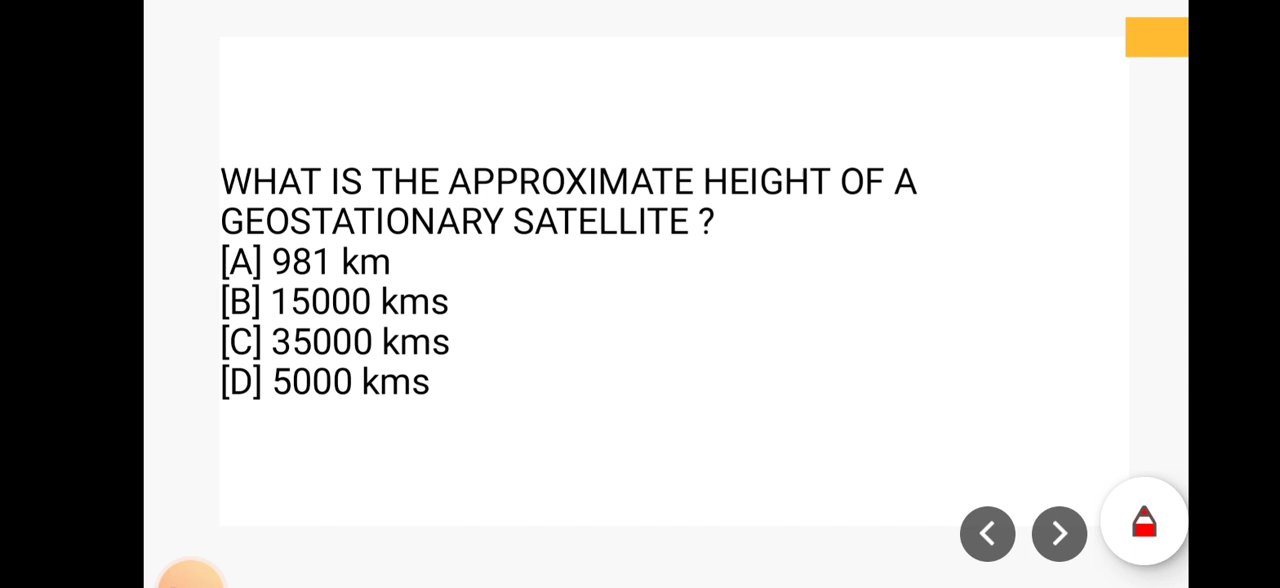 WHAT IS THE APPROXIMATE HEIGHT OF A
GEOSTATIONARY SATELLITE ?
[A] 981 km
[B] 15000 kms
[C] 35000 kms
[D] 5000 kms